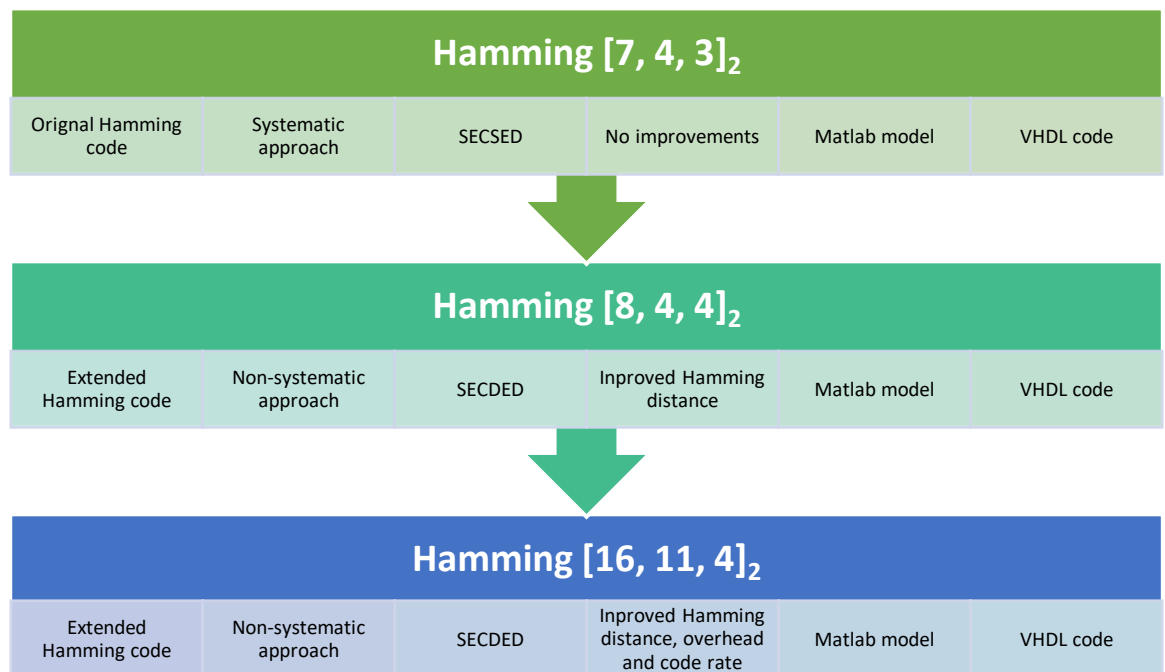 Hamming [7, 4, 3]₂
Orignal Hamming
code
Systematic
approach
SECSED
No improvements
Matlab model
VHDL code
Hamming [8, 4, 4]₂
Extended
Hamming code
Non-systematic
approach
SECDED
Inproved Hamming
distance
Matlab model
VHDL code
Hamming [16, 11, 4]₂
Extended
Hamming code
Non-systematic
approach
SECDED
Inproved Hamming
distance, overhead
and code rate
Matlab model
VHDL code